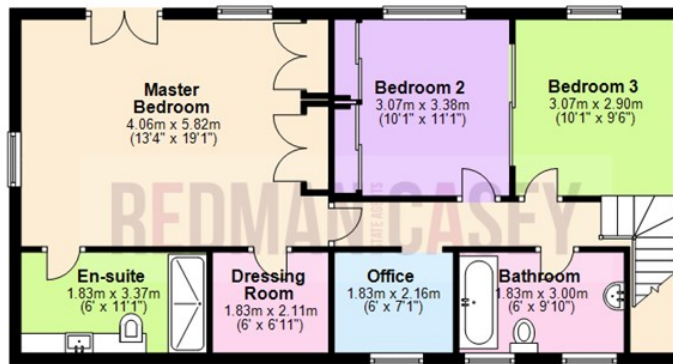 Master
Bedroom
4.06m x 5.82m
(13'4" x 19'1")
Bedroom 2
3.07m x 3.38m
(10'1" x 11'1")
Bedroom 3
3.07m x 2.90m
(10'1" x 9'6")
REDMAN CASEY
ESTATE AGENTS
En-suite
1.83m x 3.37m
(6' x 11'1")
Dressing
Room
1.83m x 2.11m
(6' x 6'11")
Office
1.83m x 2.16m
(6' x 7'1")
Bathroom
1.83m x 3.00m
(6' x 9'10")